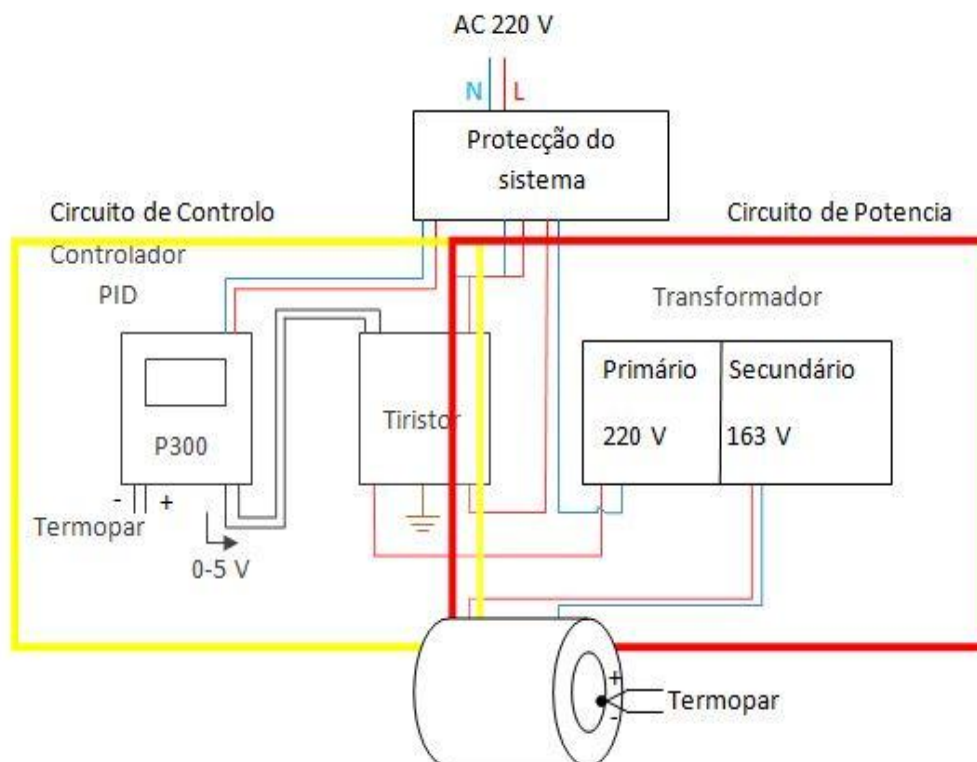 AC 220 V
N
L
Protecção do
sistema
Circuito de Controlo
Circuito de Potencia
Controlador
PID
Transformador
Primário
Secundário
220 V
163 V
Tiristor
P300
- +
Termopar
0-5 V
+
Termopar
-